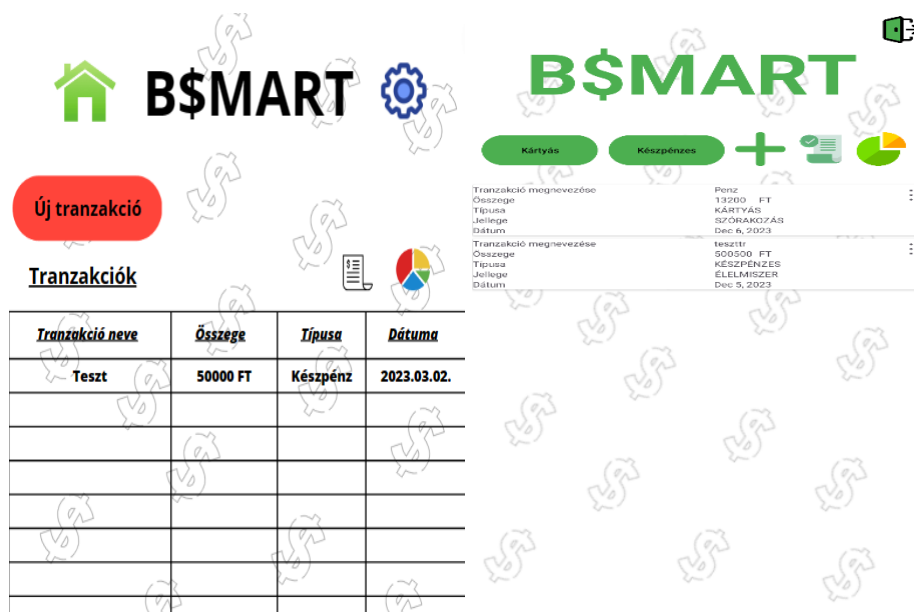 B$MART
Új tranzakció
Tranzakciók
Tranzakció neve Összege Típusa Dátuma
Teszt 50000 FT Készpénz 2023.03.02.
B$MART
Kártyás Készpénzes
Tranzakció megnevezése Penz
Összege 13200 FT
Típusa KÁRTYÁS
Jellege SZÓRAKOZÁS
Dátum Dec 6, 2023
Tranzakció megnevezése teszttr
Összege 500500 FT
Típusa KÉSZPÉNZES
Jellege ÉLELMISZER
Dátum Dec 5, 2023